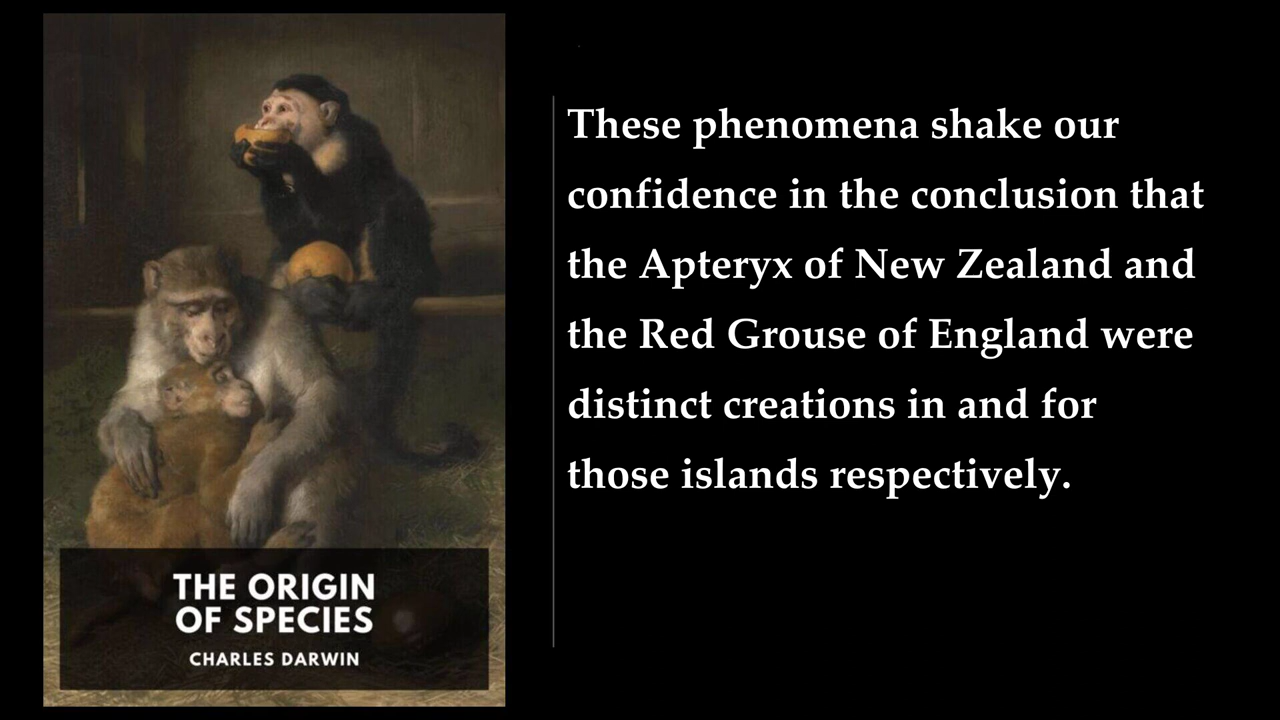 These phenomena shake our
confidence in the conclusion that
the Apteryx of New Zealand and
the Red Grouse of England were
distinct creations in and for
those islands respectively.
THE ORIGIN
OF SPECIES
CHARLES DARWIN